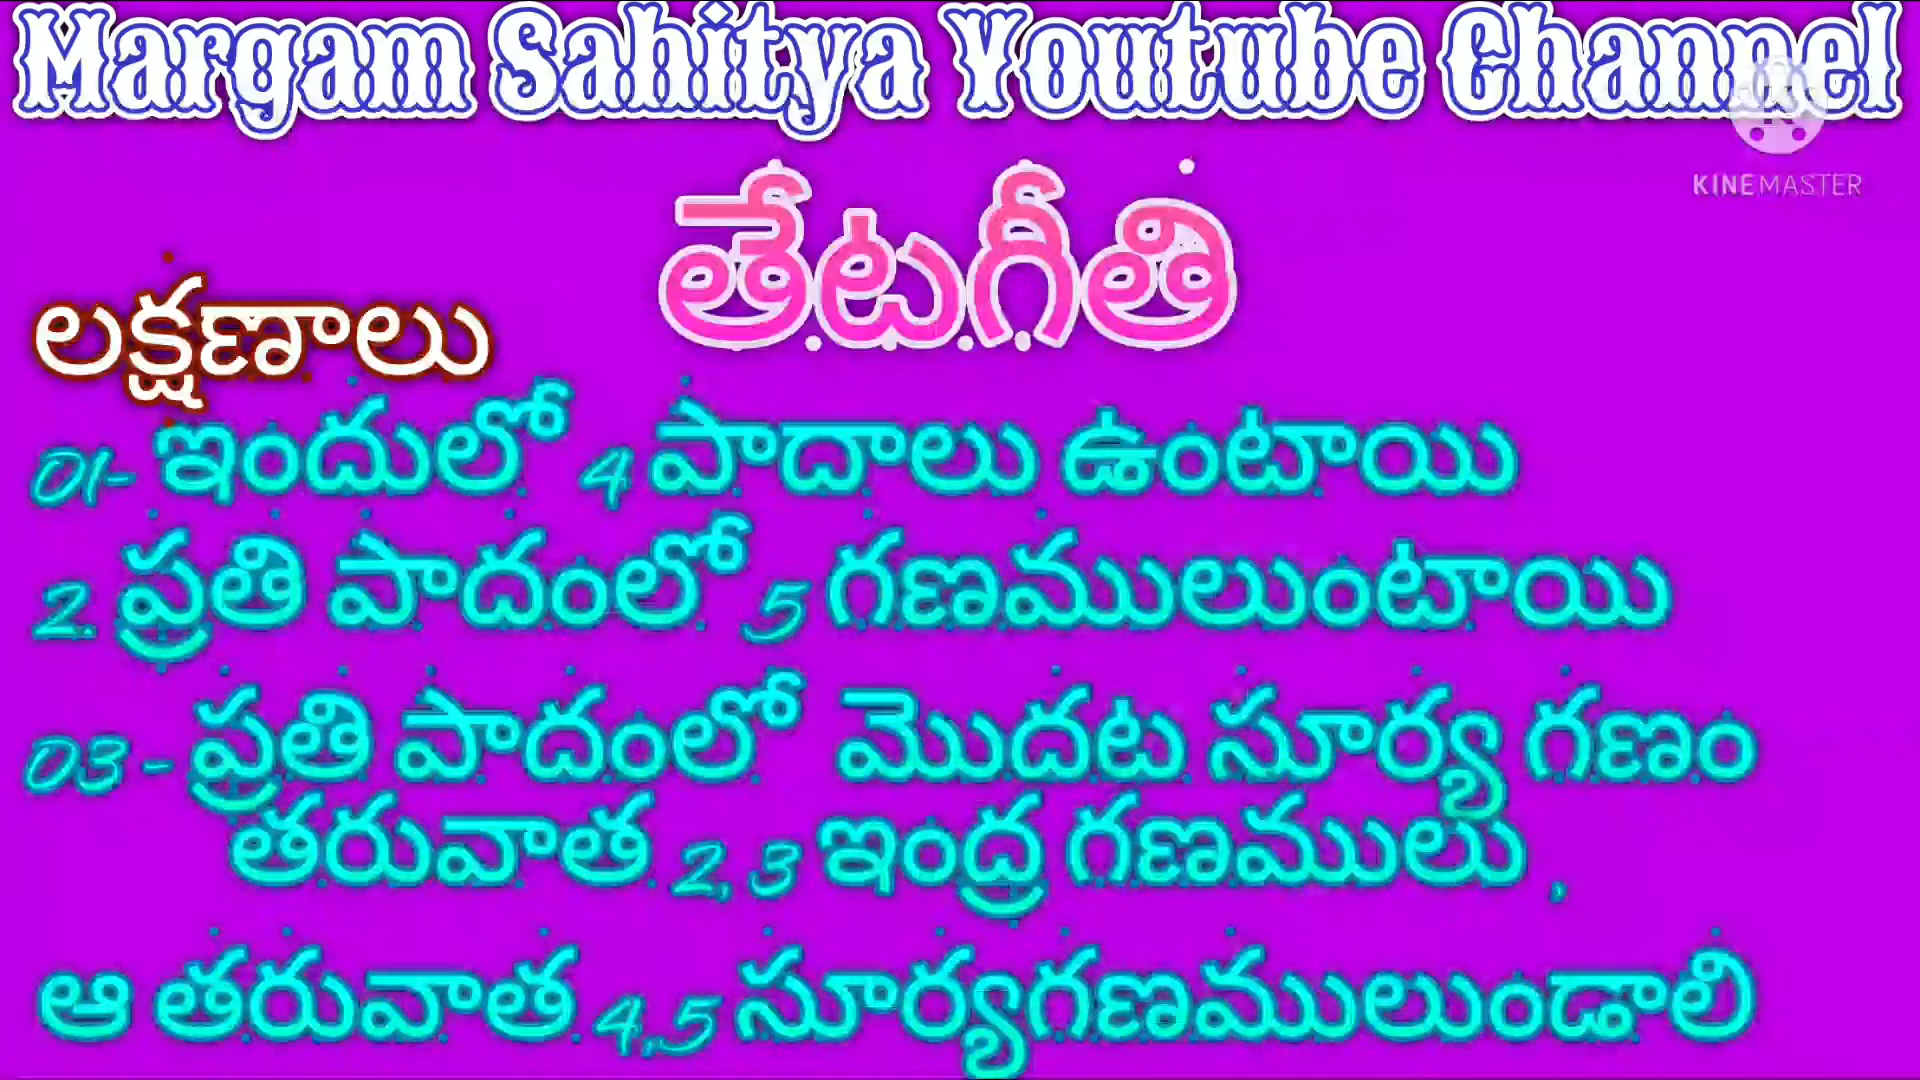 Margam Sahitya Youtube Channel
KINEMASTER
తేటగీతి
లక్షణాలు
01- ఇందులో 4 పాదాలు ఉంటాయి
2. ప్రతి పాదంలో 5 గణములుంటాయి
03 - ప్రతి పాదంలో మొదట సూర్య గణం
తరువాత 2, 3 ఇంద్ర గణములు ,
ఆ తరువాత 4,5 సూర్యగణములుండాలి